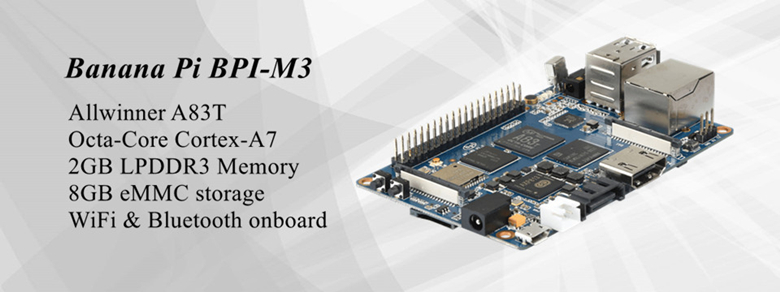 Banana Pi BPI-M3
Allwinner A83T
Octa-Core Cortex-A7
2GB LPDDR3 Memory
8GB eMMC storage
WiFi & Bluetooth onboard